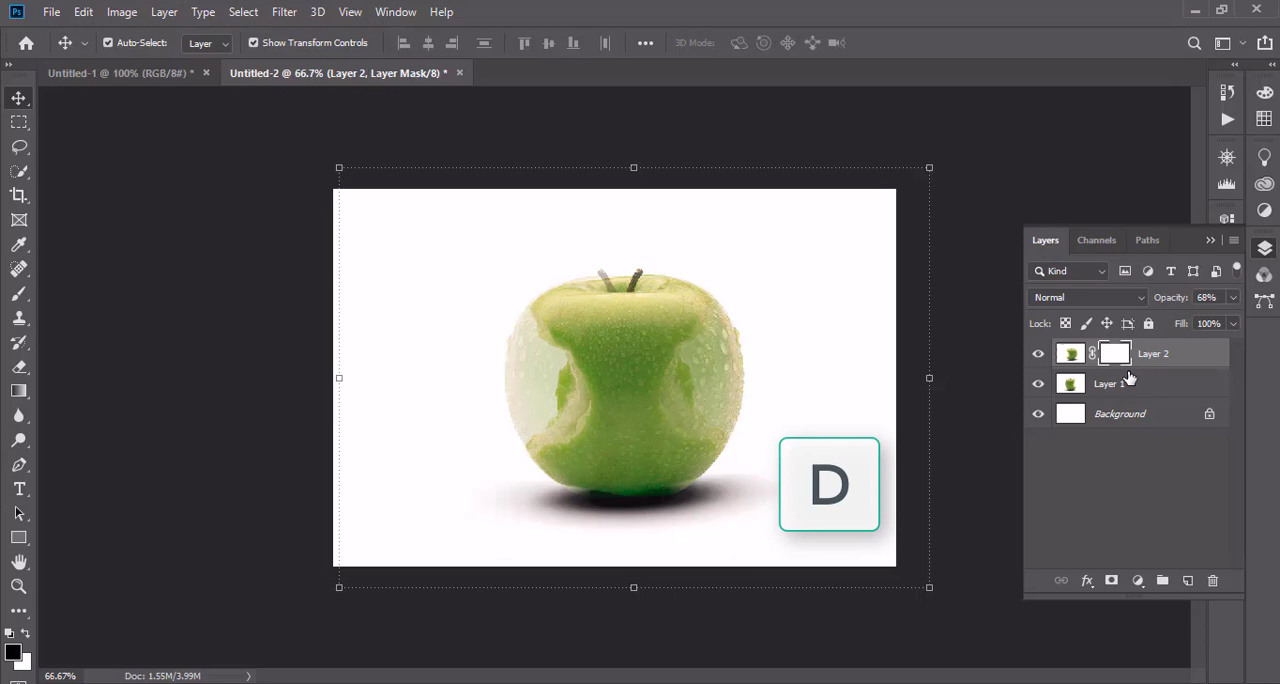 Ps File Edit Image Layer Type Select Filter 3D View Window Help
Auto-Select: Layer Show Transform Controls 3D Mode:
Untitled-1 @ 100% (RGB/8#) * × Untitled-2 @ 66.7% (Layer 2, Layer Mask/8) * ×
Layers Channels Paths
Kind
Normal Opacity: 68%
Lock: Fill: 100%
Layer 2
Layer 1
Background
D
66.67% Doc: 1.55M/3.99M